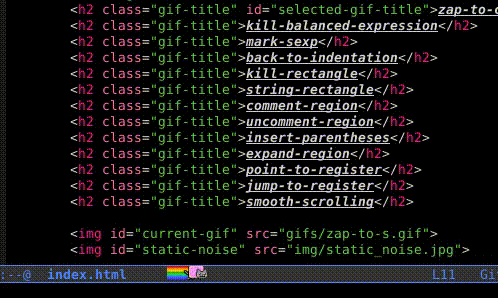 <h2 class="gif-title" id="selected-gif-title">zap-to-c
<h2 class="gif-title">kill-balanced-expression</h2>
<h2 class="gif-title">mark-sexp</h2>
<h2 class="gif-title">back-to-indentation</h2>
<h2 class="gif-title">kill-rectangle</h2>
<h2 class="gif-title">string-rectangle</h2>
<h2 class="gif-title">comment-region</h2>
<h2 class="gif-title">uncomment-region</h2>
<h2 class="gif-title">insert-parentheses</h2>
<h2 class="gif-title">expand-region</h2>
<h2 class="gif-title">point-to-register</h2>
<h2 class="gif-title">jump-to-register</h2>
<h2 class="gif-title">smooth-scrolling</h2>
<img id="current-gif" src="gifs/zap-to-s.gif">
<img id="static-noise" src="img/static_noise.jpg">
:--@ index.html L11 Gi